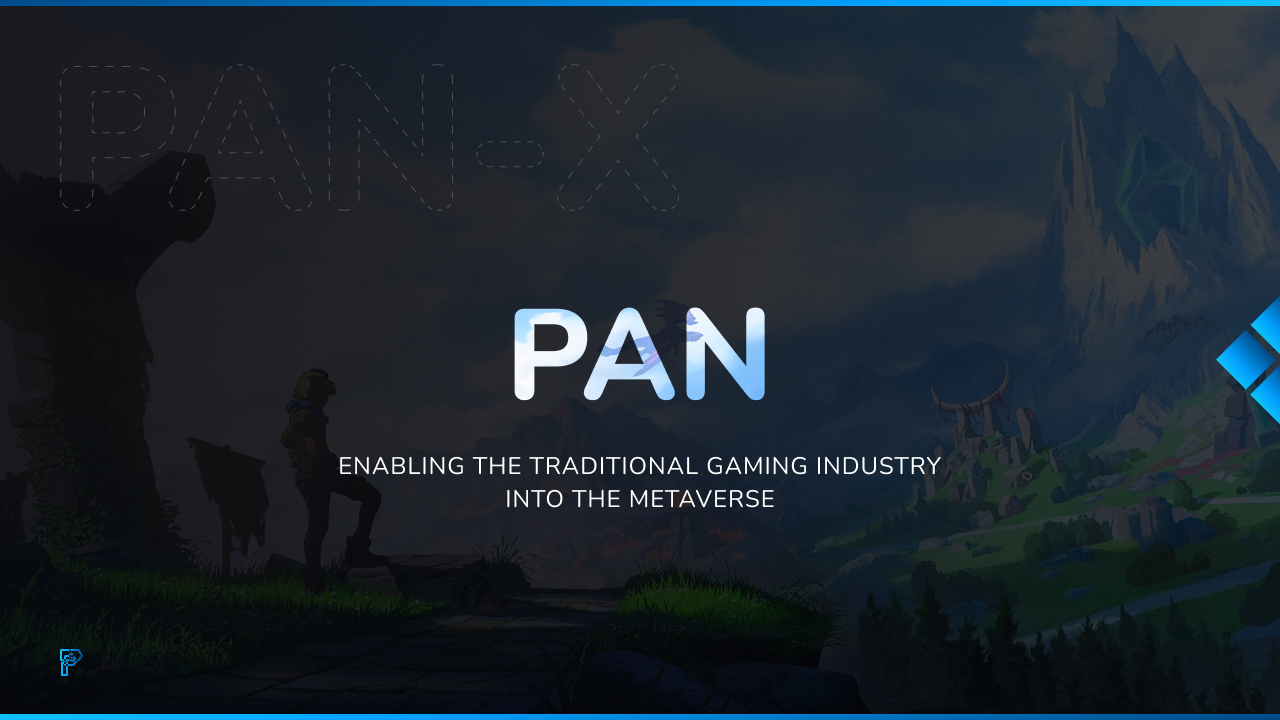 PAN-X
PAN
ENABLING THE TRADITIONAL GAMING INDUSTRY
INTO THE METAVERSE